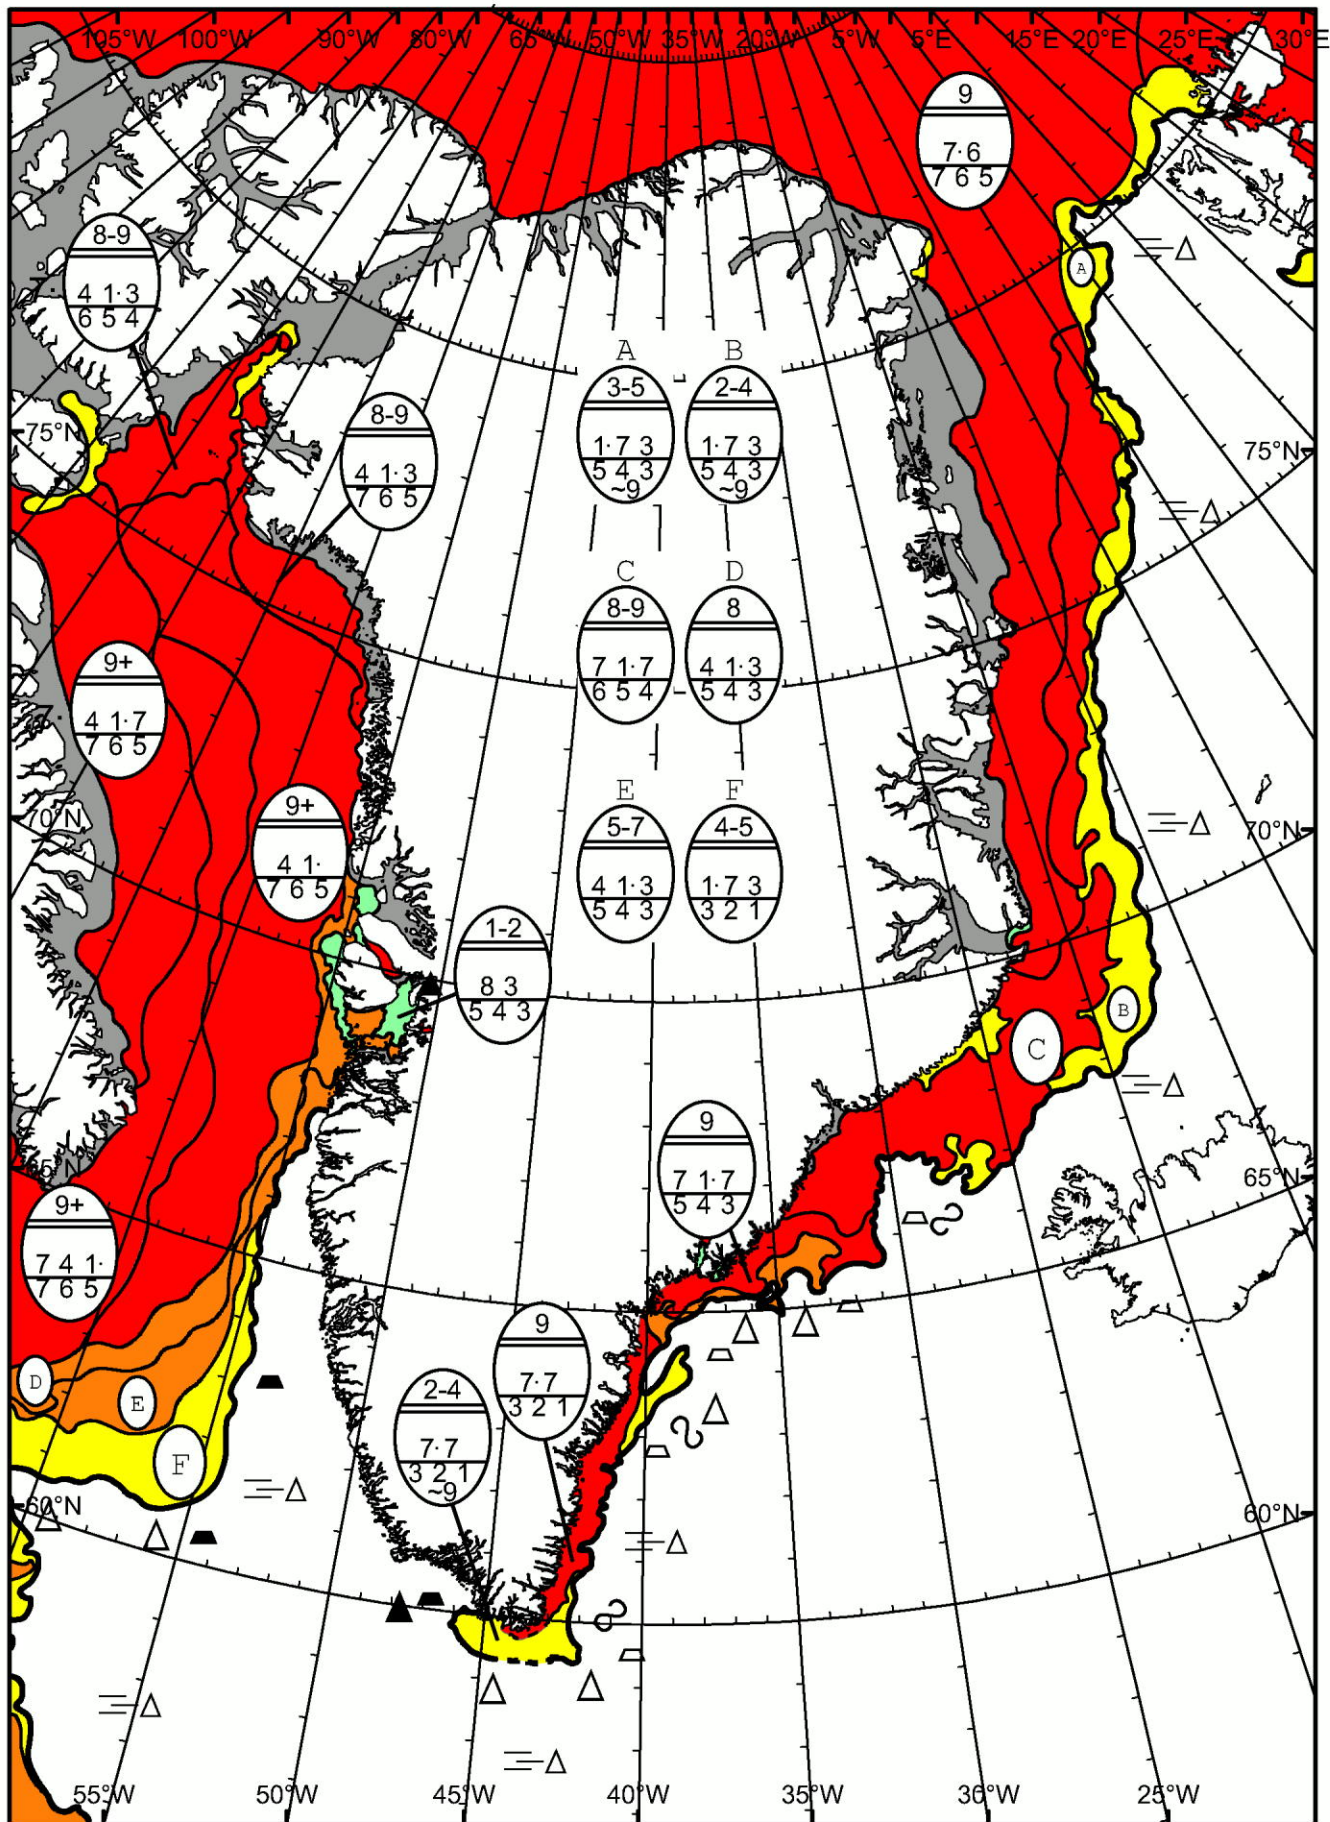 105°W 100°W 90°W 80°W 65°W 50°W 35°W 20°W 5°W 5°E 15°E 20°E 25°E 30°E
9
7·6
7 6 5
8-9
4 1·3
6 5 4
A
A B
3-5 2-4
1·7 3 1·7 3
5 4 3 5 4 3
~9 ~9
8-9
4 1·3
7 6 5
75°N
75°N
C D
8-9 8
7 1·7 4 1·3
6 5 4 5 4 3
9+
4 1·7
7 6 5
E F
5-7 4-5
4 1·3 1·7 3
5 4 3 3 2 1
9+
4 1·
7 6 5
70°N
70°N
1-2
8 3
5 4 3
B
C
9
7 1·7
5 4 3
65°N
65°N
9+
7 4 1·
7 6 5
9
7·7
3 2 1
2-4
7·7
3 2 1
~9
D
E
F
60°N
60°N
55°W 50°W 45°W 40°W 35°W 30°W 25°W